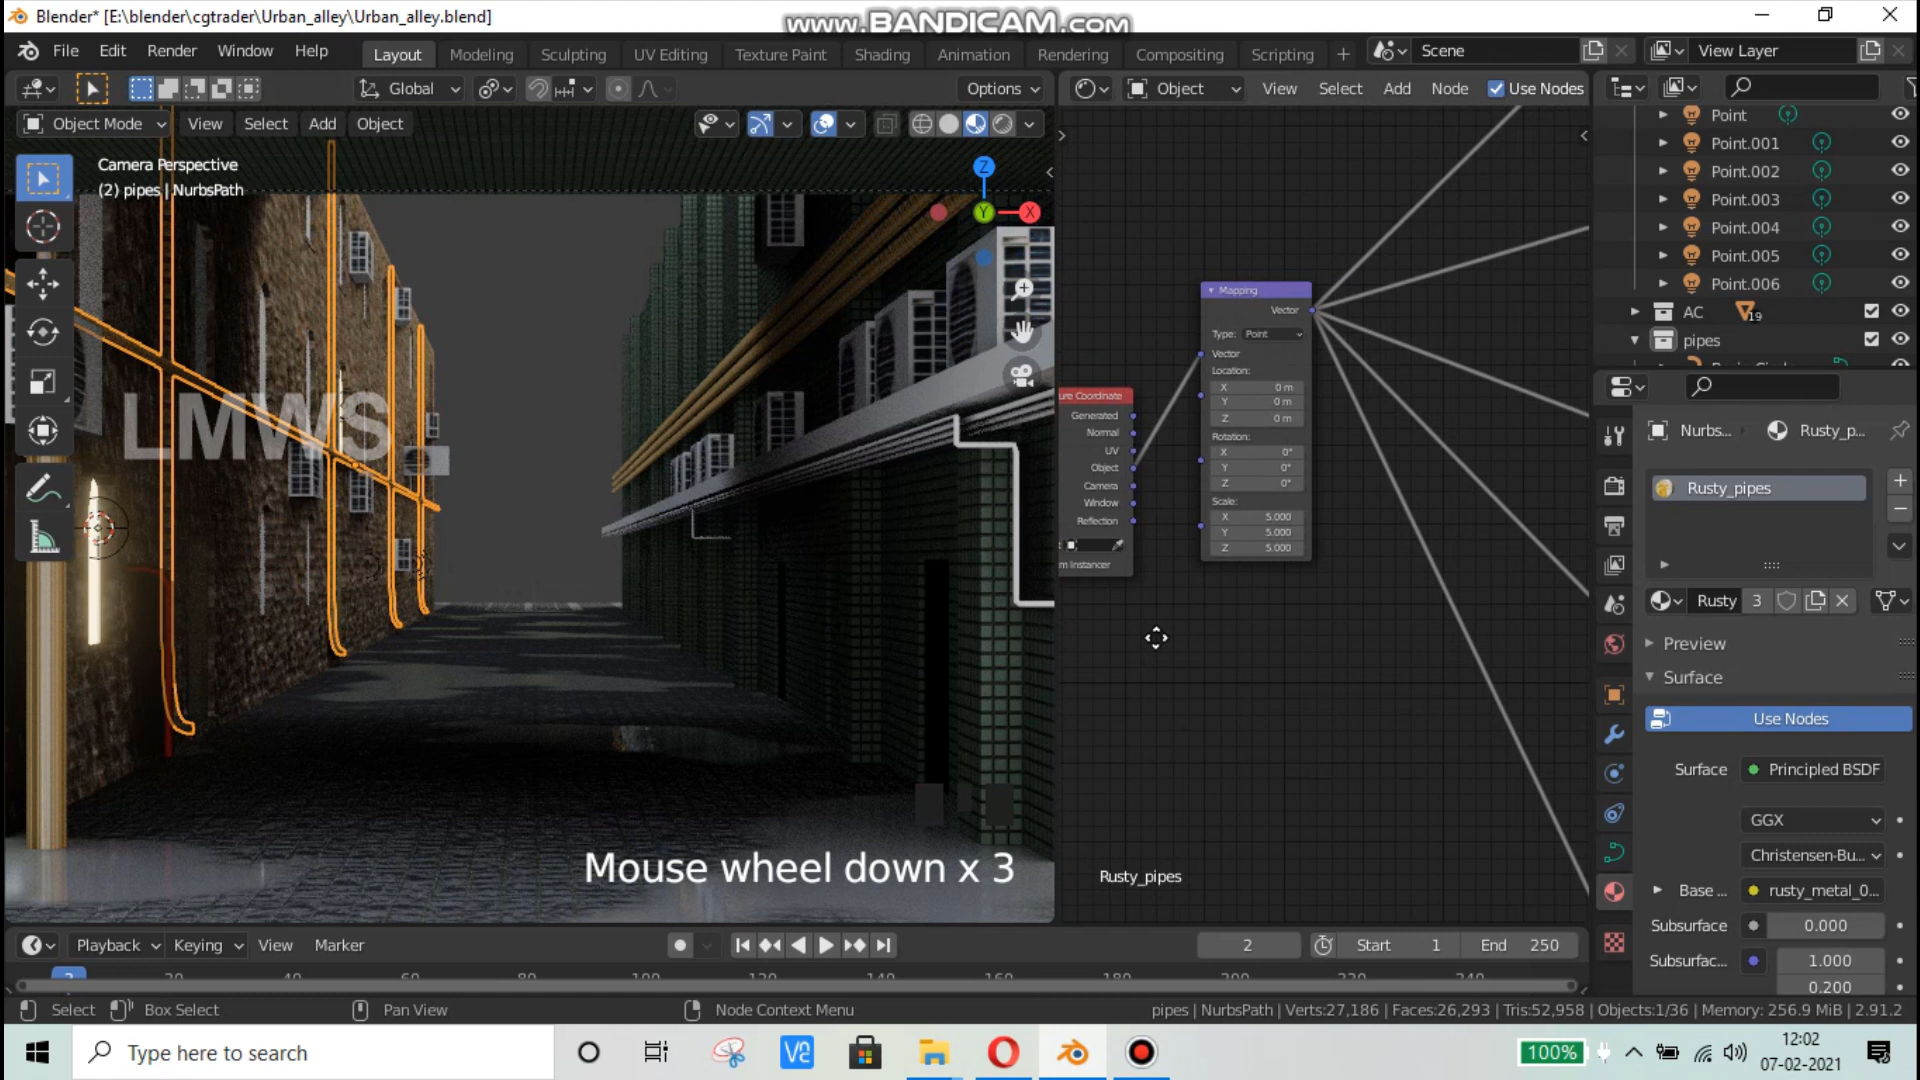 Blender* [E:\blender\cgtrader\Urban_alley\Urban_alley.blend]
www.BANDICAM.com
File Edit Render Window Help
Layout Modeling Sculpting UV Editing Texture Paint Shading Animation Rendering Compositing Scripting +
Scene
View Layer
Global
Options
Object
View Select Add Node Use Nodes
Object Mode View Select Add Object
Camera Perspective
(2) pipes | NurbsPath
Z
Y
X
LMWS
Mouse wheel down x 3
Mapping
Vector
Type: Point
Vector
Location:
X 0 m
Y 0 m
Z 0 m
Rotation:
X 0°
Y 0°
Z 0°
Scale:
X 5.000
Y 5.000
Z 5.000
ure Coordinate
Generated
Normal
UV
Object
Camera
Window
Reflection
m Instancer
Rusty_pipes
Point
Point.001
Point.002
Point.003
Point.004
Point.005
Point.006
AC 19
pipes
Nurbs... Rusty_p...
Rusty_pipes
Rusty 3
Preview
Surface
Use Nodes
Surface Principled BSDF
GGX
Christensen-Bu...
Base ... rusty_metal_0...
Subsurface 0.000
Subsurfac... 1.000
0.200
Playback Keying View Marker
2
Start 1
End 250
Select Box Select Pan View Node Context Menu
pipes | NurbsPath | Verts:27,186 | Faces:26,293 | Tris:52,958 | Objects:1/36 | Memory: 256.9 MiB | 2.91.2
Type here to search
100%
12:02
07-02-2021